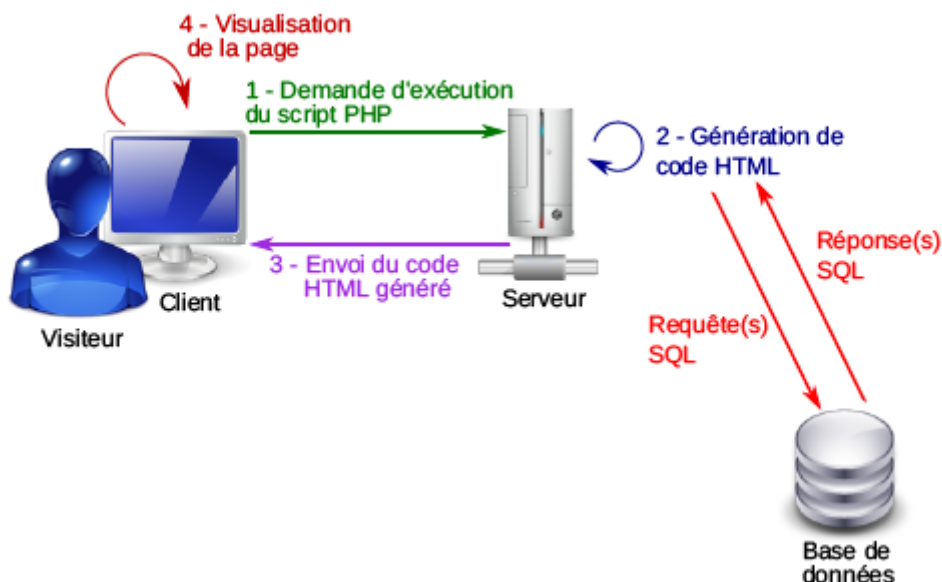 4 - Visualisation
de la page
1 - Demande d'exécution
du script PHP
2 - Génération de
code HTML
3 - Envoi du code
HTML généré
Client
Visiteur
Serveur
Réponse(s)
SQL
Requête(s)
SQL
Base de
données